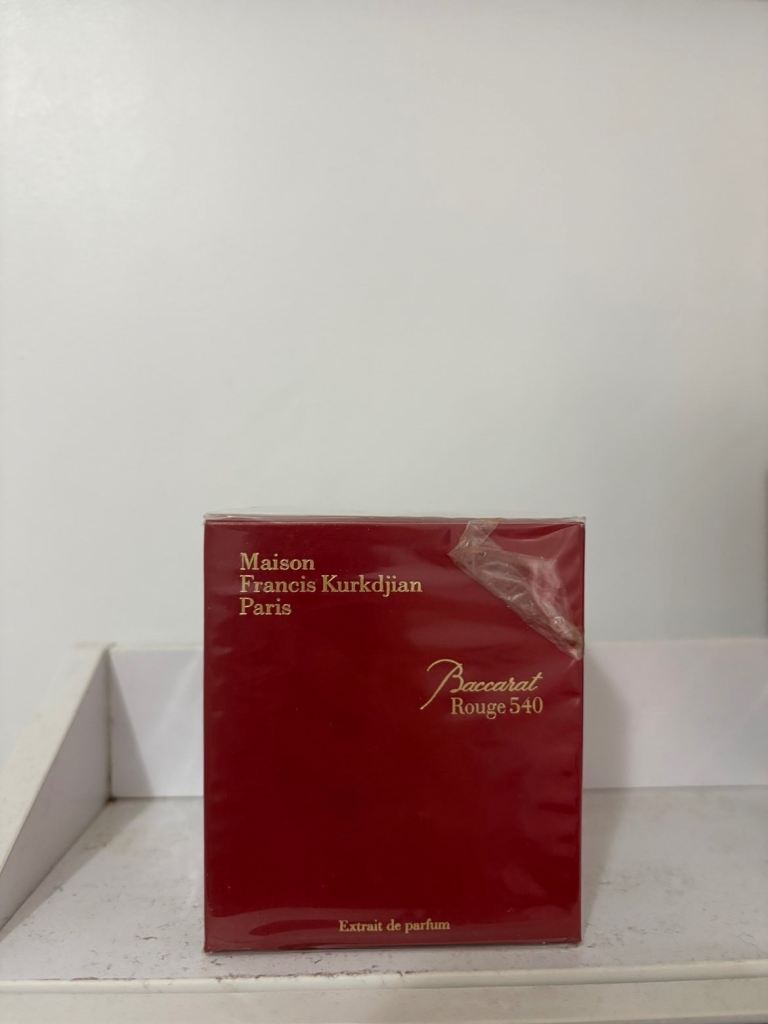 Maison
Francis Kurkdjian
Paris
Baccarat
Rouge 540
Extrait de parfum